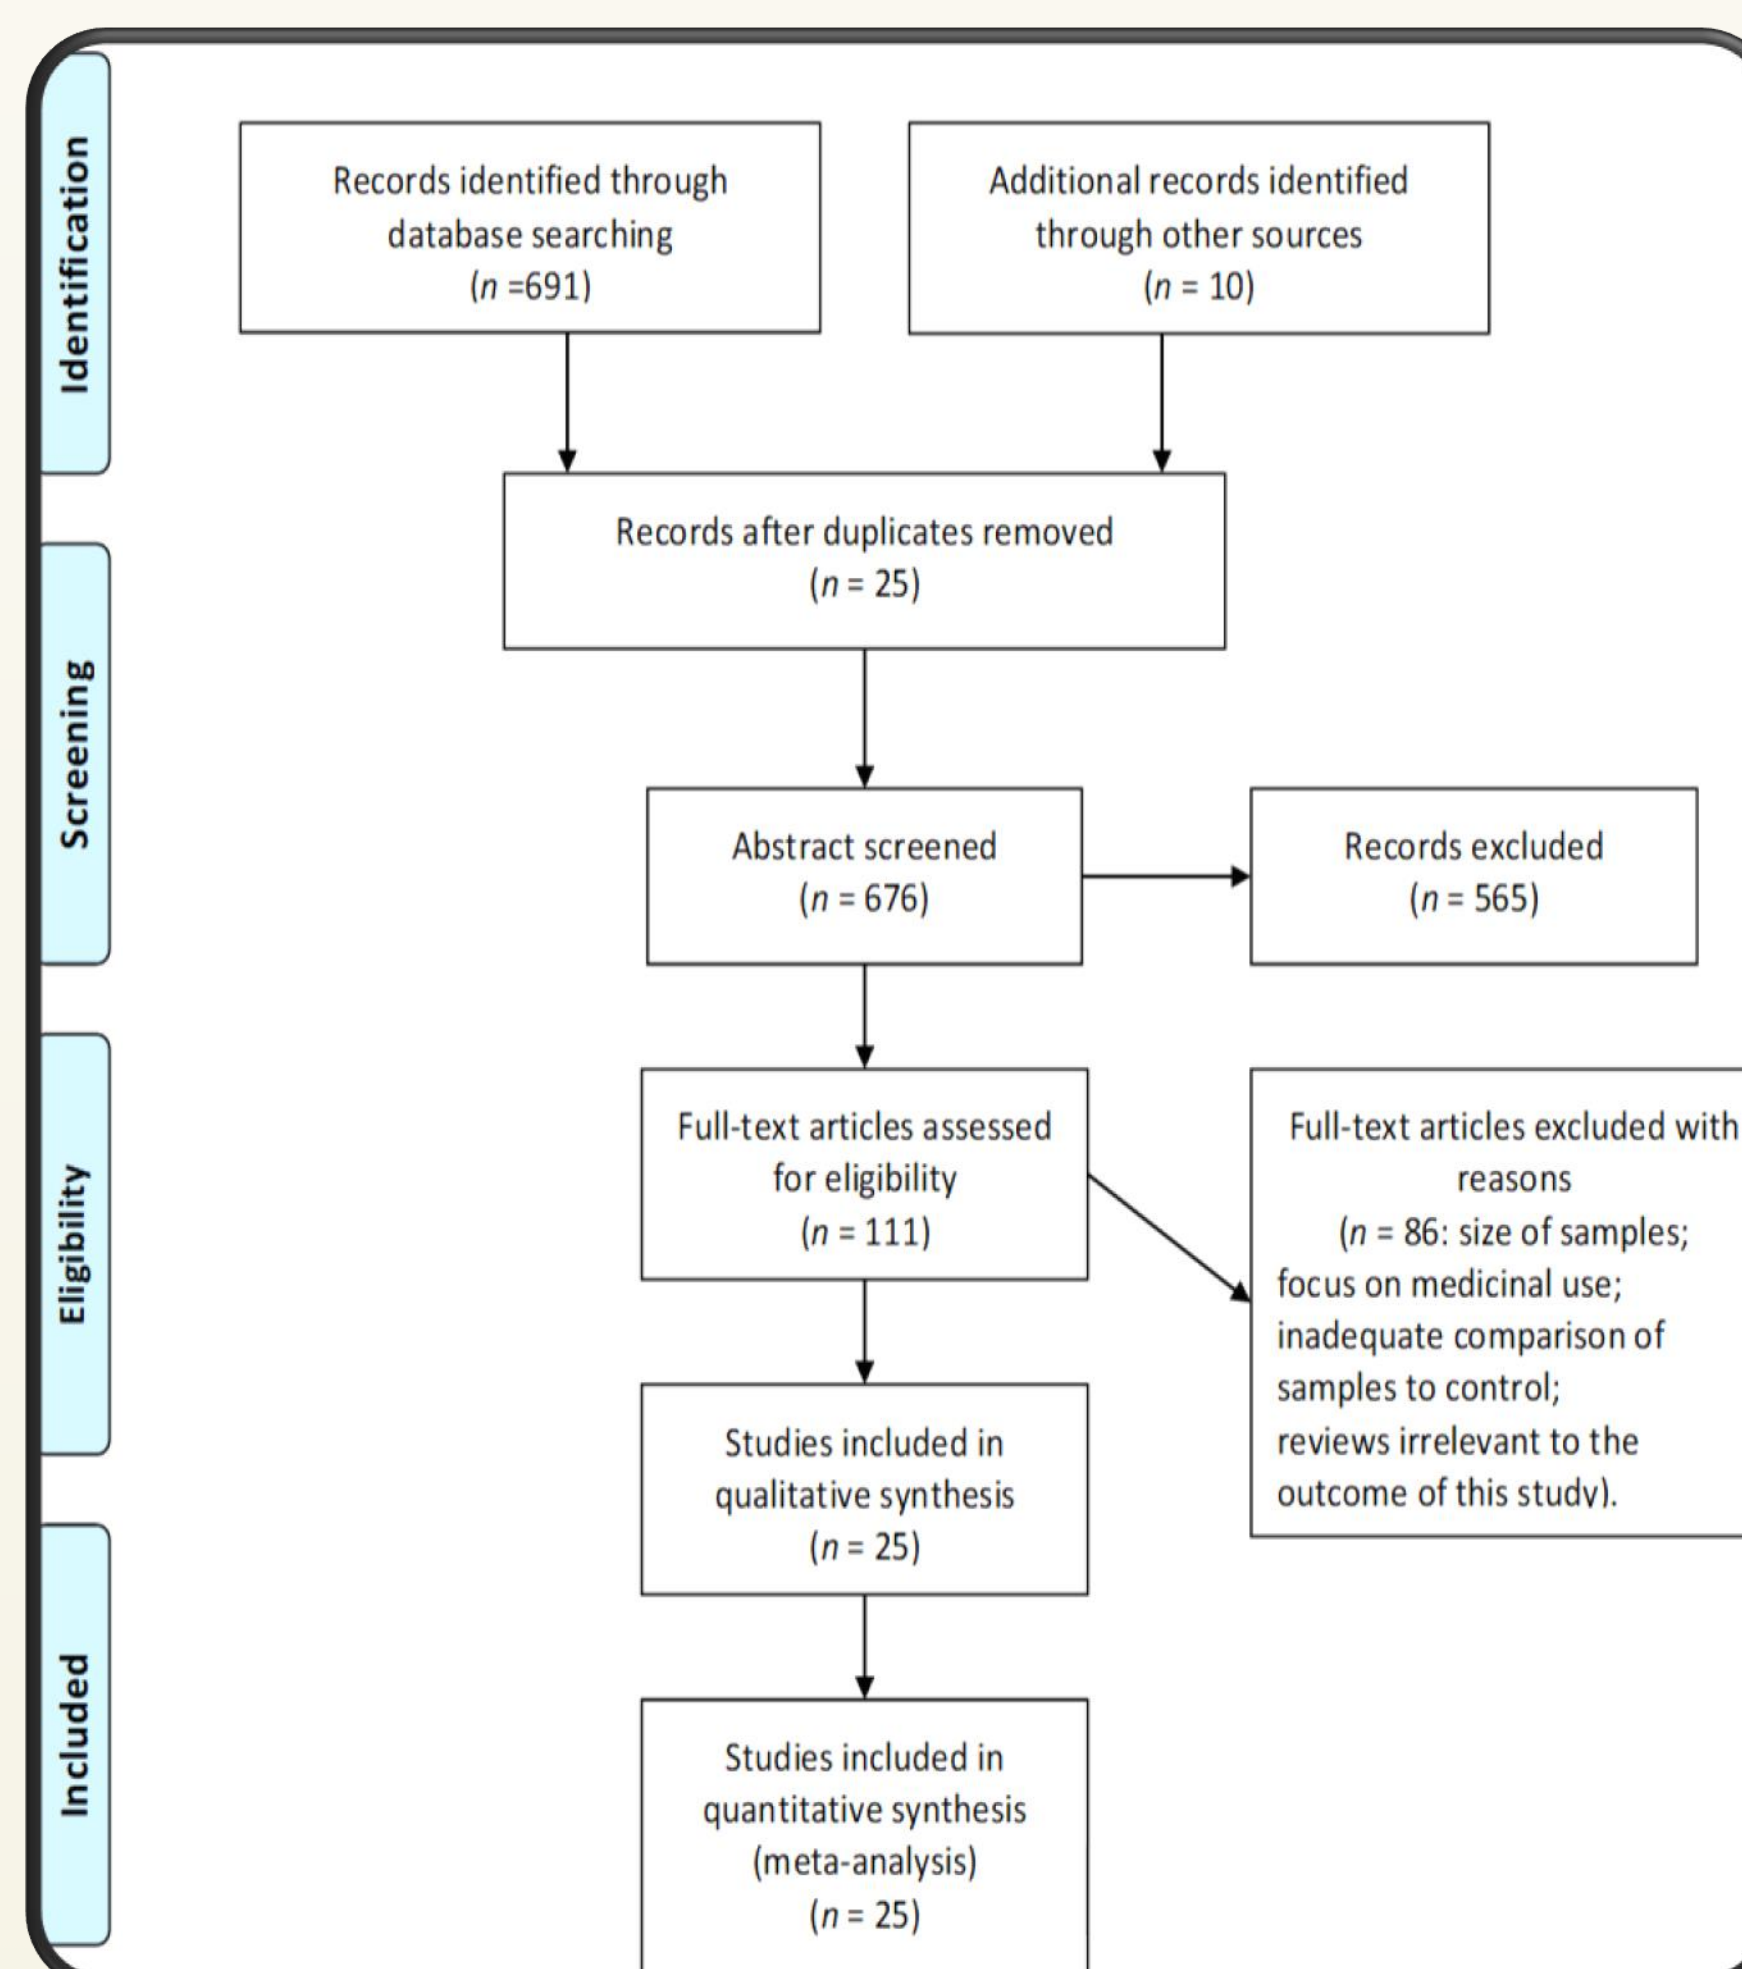 Identification
Records identified through
database searching
(n =691)
Additional records identified
through other sources
(n = 10)
Records after duplicates removed
(n = 25)
Screening
Abstract screened
(n = 676)
Records excluded
(n = 565)
Eligibility
Full-text articles assessed
for eligibility
(n = 111)
Full-text articles excluded with
reasons
(n = 86: size of samples;
focus on medicinal use;
inadequate comparison of
samples to control;
reviews irrelevant to the
outcome of this study).
Studies included in
qualitative synthesis
(n = 25)
Included
Studies included in
quantitative synthesis
(meta-analysis)
(n = 25)